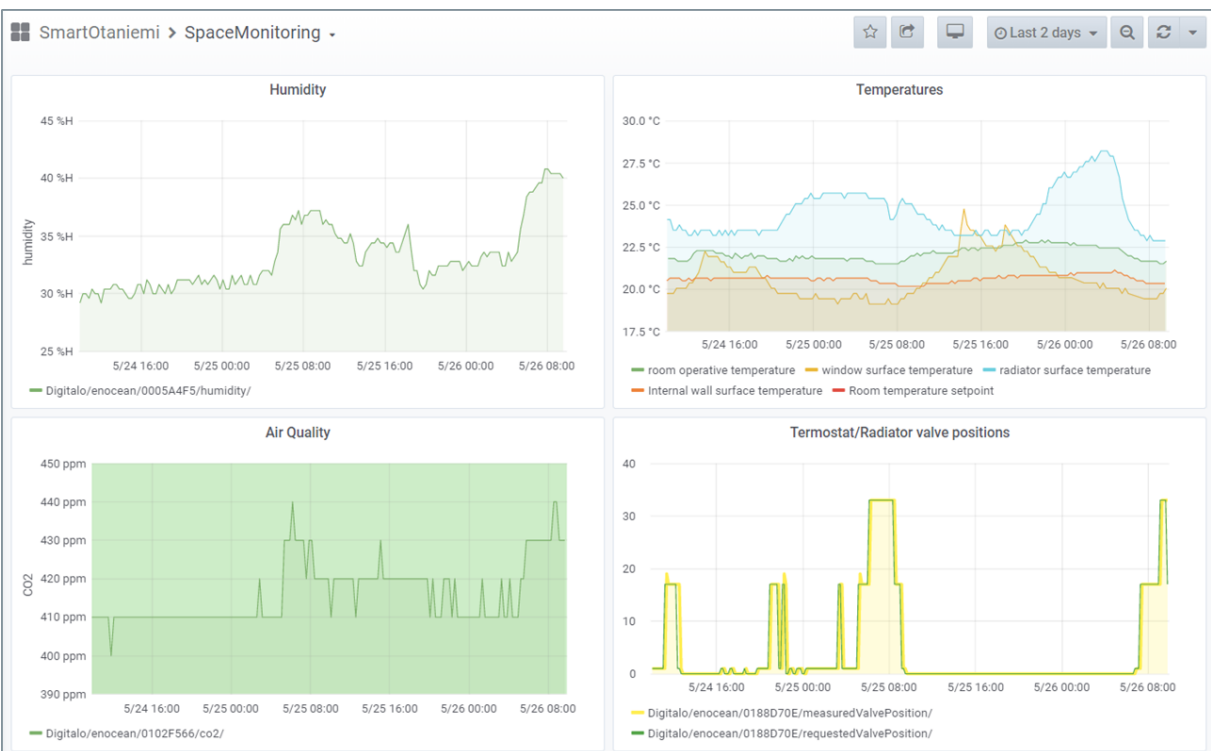 SmartOtaniemi > SpaceMonitoring
Last 2 days
Humidity
45 %H
40 %H
35 %H
30 %H
25 %H
humidity
5/24 16:00 5/25 00:00 5/25 08:00 5/25 16:00 5/26 00:00 5/26 08:00
Digitalo/enocean/0005A4F5/humidity/
Temperatures
30.0 °C
27.5 °C
25.0 °C
22.5 °C
20.0 °C
17.5 °C
5/24 16:00 5/25 00:00 5/25 08:00 5/25 16:00 5/26 00:00 5/26 08:00
room operative temperature window surface temperature radiator surface temperature
Internal wall surface temperature Room temperature setpoint
Air Quality
450 ppm
440 ppm
430 ppm
420 ppm
410 ppm
400 ppm
390 ppm
CO2
5/24 16:00 5/25 00:00 5/25 08:00 5/25 16:00 5/26 00:00 5/26 08:00
Digitalo/enocean/0102F566/co2/
Termostat/Radiator valve positions
40
30
20
10
0
5/24 16:00 5/25 00:00 5/25 08:00 5/25 16:00 5/26 00:00 5/26 08:00
Digitalo/enocean/0188D70E/measuredValvePosition/
Digitalo/enocean/0188D70E/requestedValvePosition/